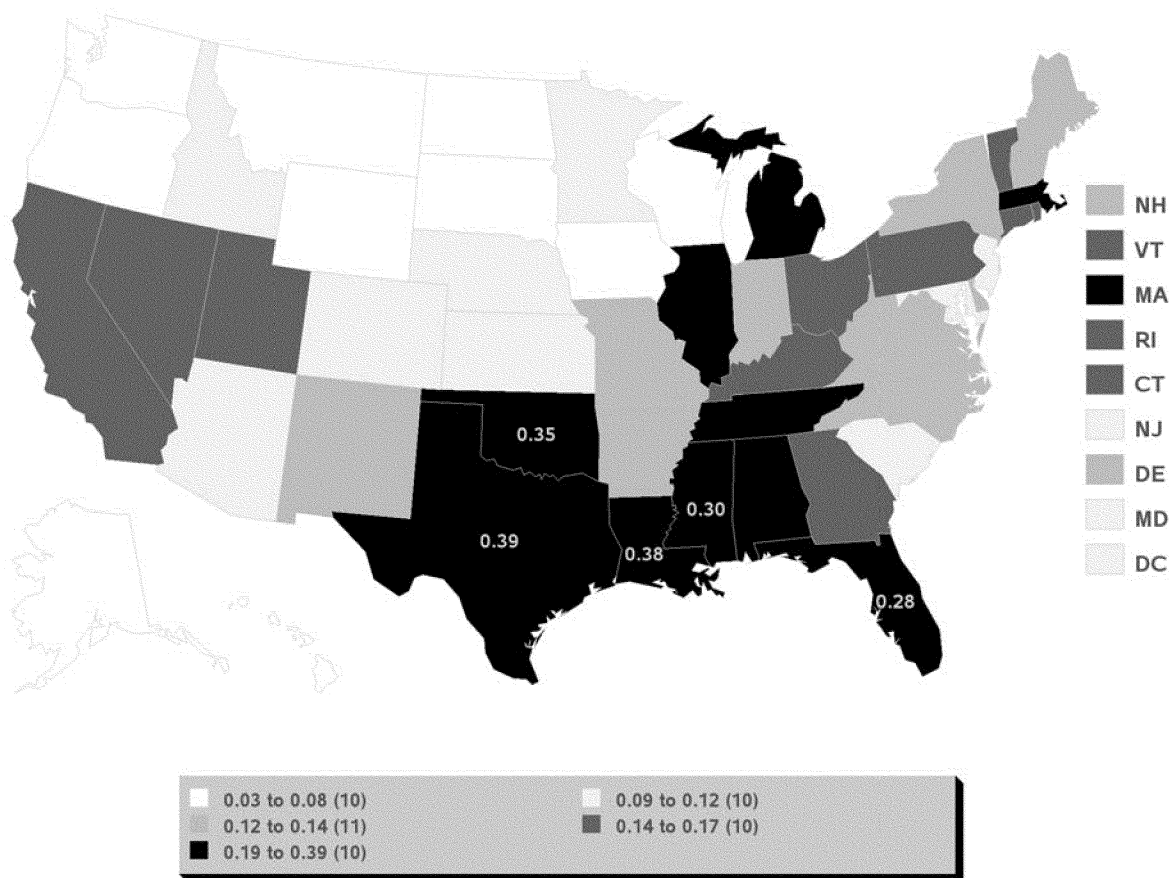 NH
VT
MA
RI
CT
NJ
DE
MD
DC
0.35
0.30
0.39
0.38
0.28
0.03 to 0.08 (10)
0.09 to 0.12 (10)
0.12 to 0.14 (11)
0.14 to 0.17 (10)
0.19 to 0.39 (10)